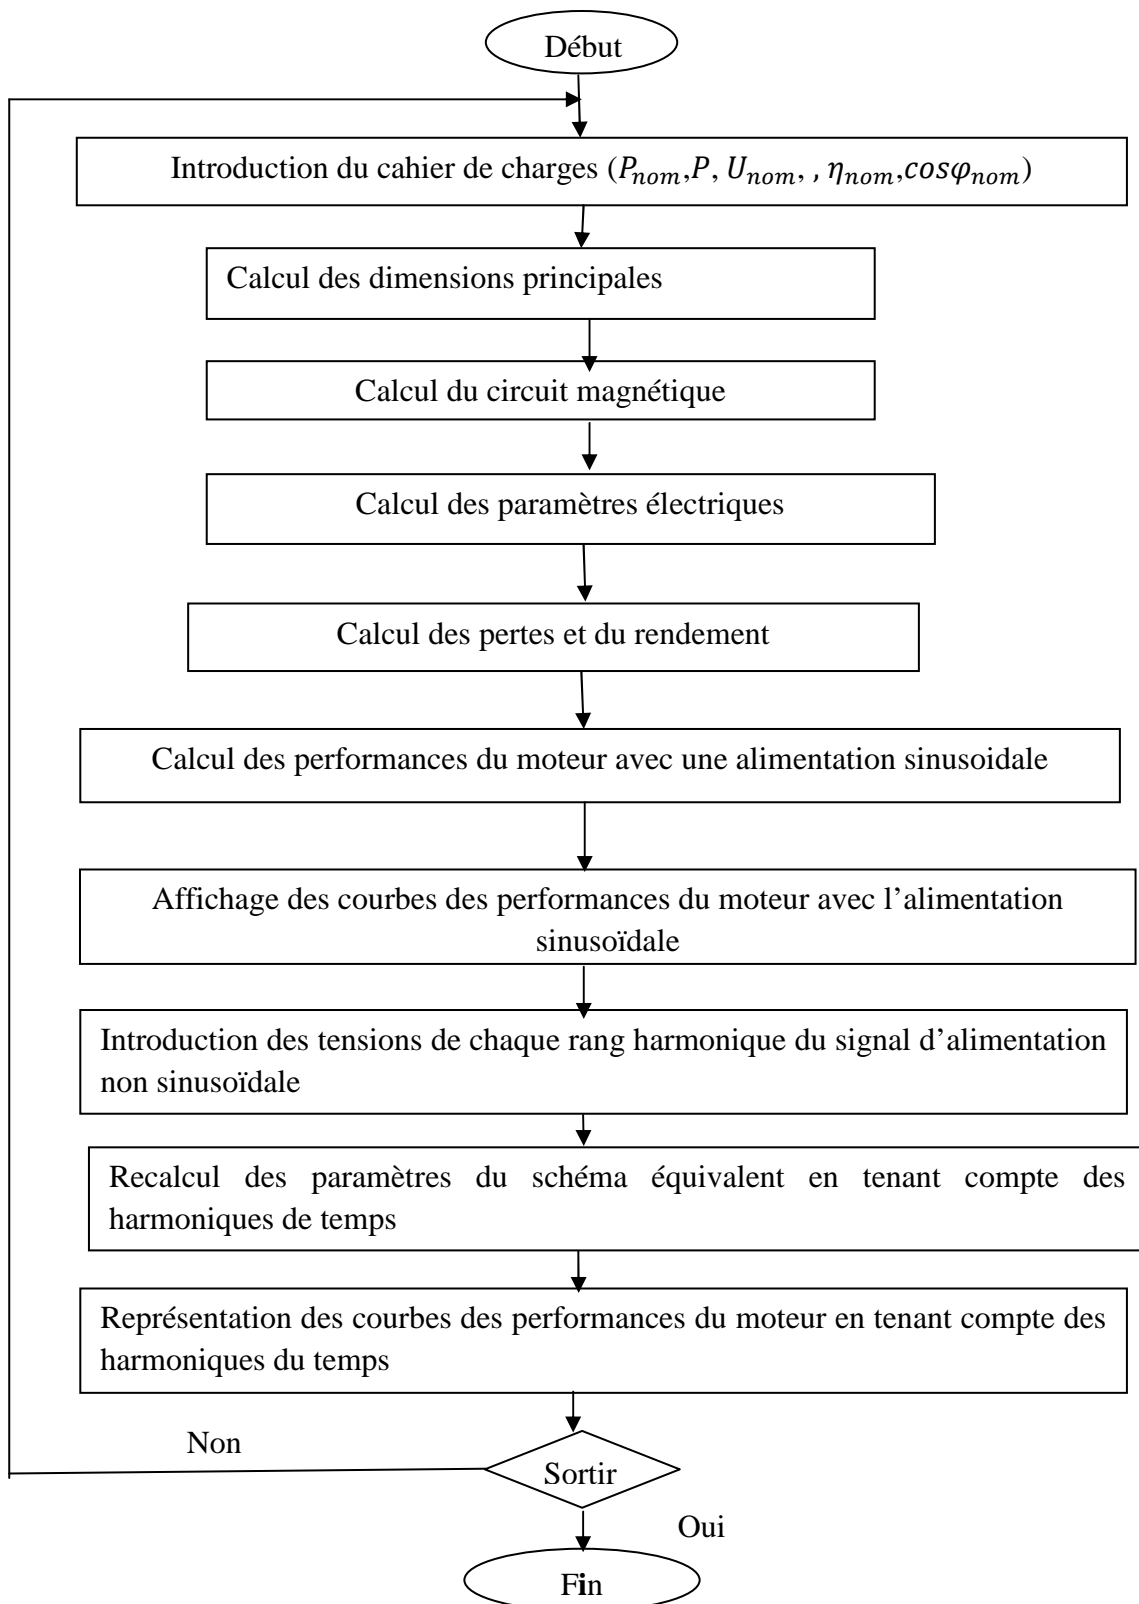 Début
Introduction du cahier de charges (P_nom,P, U_nom, , η_nom,cosφ_nom)
Calcul des dimensions principales
Calcul du circuit magnétique
Calcul des paramètres électriques
Calcul des pertes et du rendement
Calcul des performances du moteur avec une alimentation sinusoidale
Affichage des courbes des performances du moteur avec l’alimentation
sinusoïdale
Introduction des tensions de chaque rang harmonique du signal d’alimentation
non sinusoïdale
Recalcul des paramètres du schéma équivalent en tenant compte des
harmoniques de temps
Représentation des courbes des performances du moteur en tenant compte des
harmoniques du temps
Non
Sortir
Oui
Fin